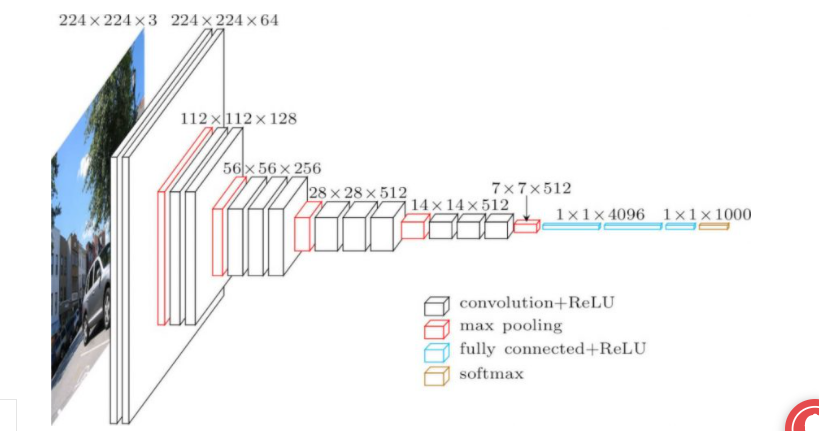 224×224×3 224×224×64
112×112×128
56×56×256
28×28×512
14×14×512
7×7×512
1×1×4096 1×1×1000
convolution+ReLU
max pooling
fully connected+ReLU
softmax